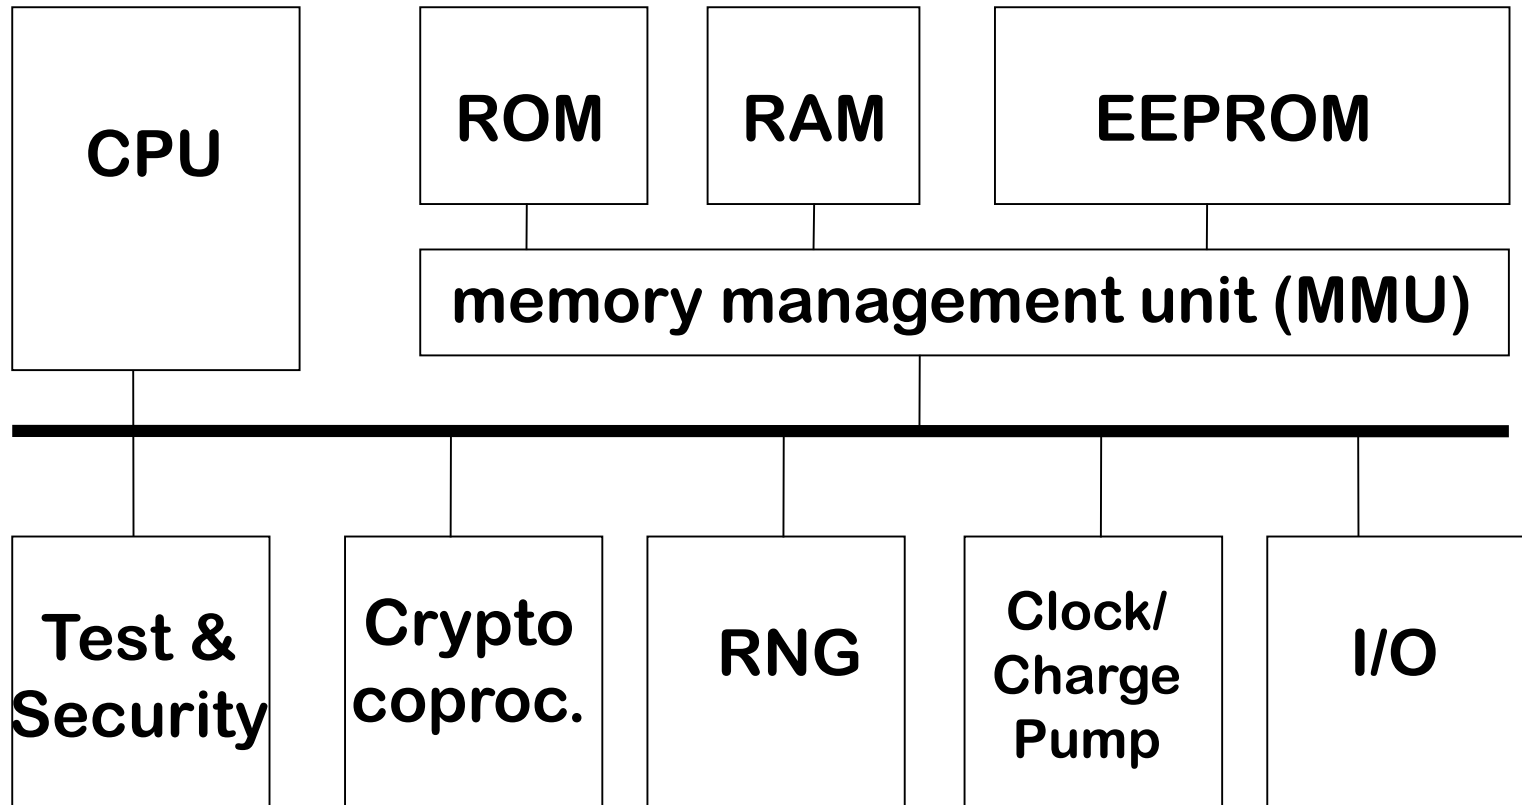 CPU
ROM
RAM
EEPROM
memory management unit (MMU)
Test &
Security
Crypto
coproc.
RNG
Clock/
Charge
Pump
I/O